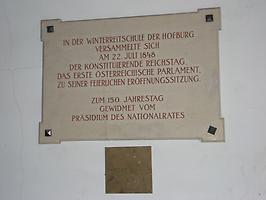 IN DER WINTERREITSCHULE DER HOFBURG
VERSAMMELTE SICH
AM 22. JULI 1848
DER KONSTITUIERENDE REICHSTAG,
DAS ERSTE ÖSTERREICHISCHE PARLAMENT,
ZU SEINER FEIERLICHEN ERÖFFNUNGSSITZUNG.
ZUM 150. JAHRESTAG
GEWIDMET VOM
PRÄSIDIUM DES NATIONALRATES